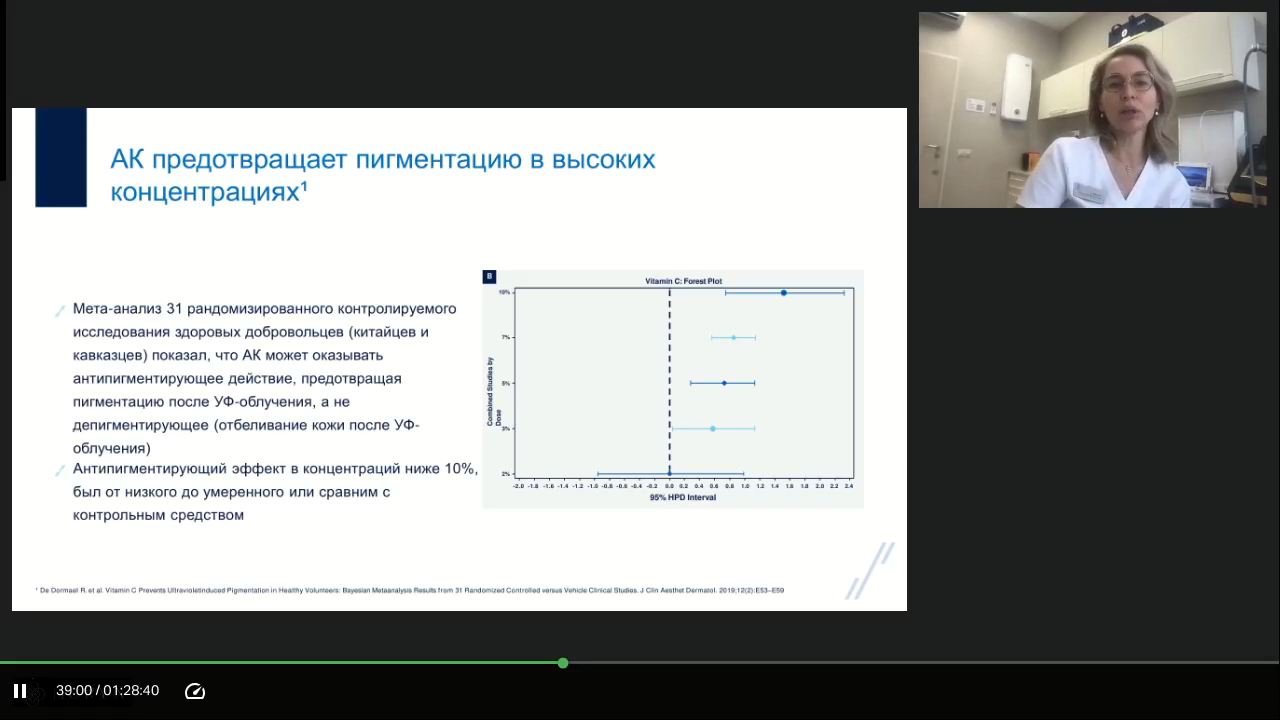 АК предотвращает пигментацию в высоких
концентрациях¹
Мета-анализ 31 рандомизированного контролируемого
исследования здоровых добровольцев (китайцев и
кавказцев) показал, что АК может оказывать
антипигментирующее действие, предотвращая
пигментацию после УФ-облучения, а не
депигментирующее (отбеливание кожи после УФ-
облучения)
Антипигментирующий эффект в концентраций ниже 10%,
был от низкого до умеренного или сравним с
контрольным средством
B
Vitamin C: Forest Plot
Combined Studies by
Dose
10%
7%
5%
3%
2%
-2.0 -1.8 -1.6 -1.4 -1.2 -1.0 -0.8 -0.6 -0.4 -0.2 0.0 0.2 0.4 0.6 0.8 1.0 1.2 1.4 1.6 1.8 2.0 2.2 2.4
95% HPD Interval
¹ De Dormael R. et al. Vitamin C Prevents Ultravioletinduced Pigmentation in Healthy Volunteers: Bayesian Metaanalysis Results from 31 Randomized Controlled versus Vehicle Clinical Studies. J Clin Aesthet Dermatol. 2019;12(2):E53–E59
39:00 / 01:28:40